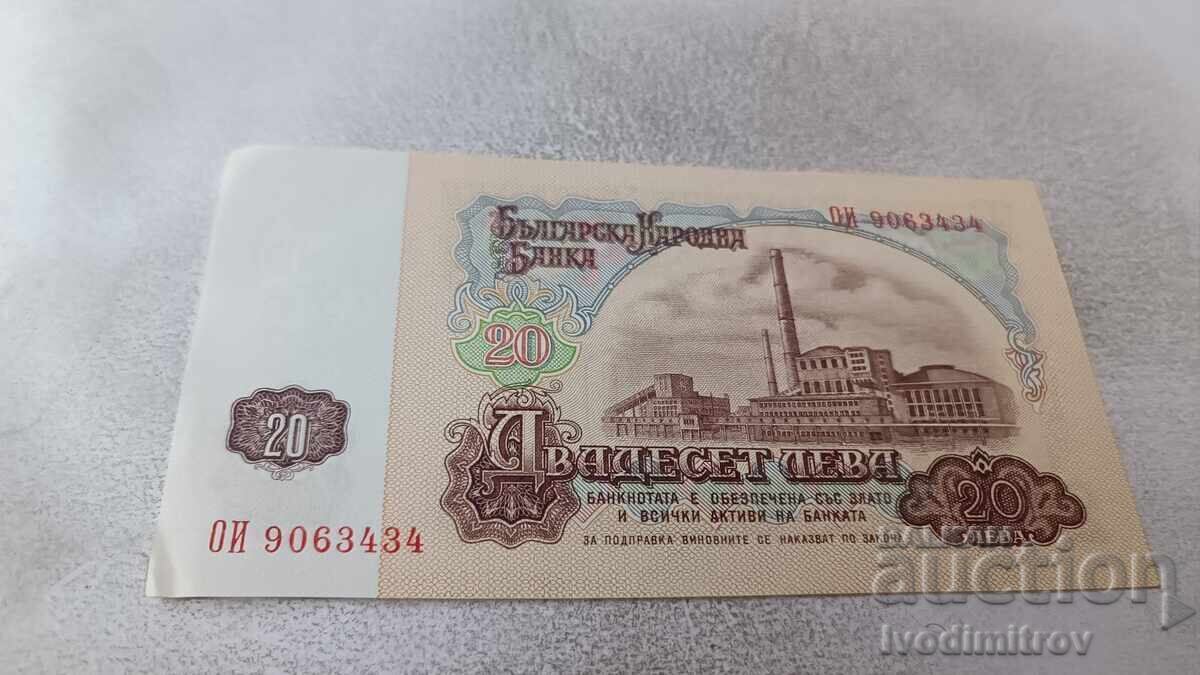 Българска Народна
Банка
ОИ 9063434
20
20
Двадесет лева
БАНКНОТАТА Е ОБЕЗПЕЧЕНА СЪС ЗЛАТО
И ВСИЧКИ АКТИВИ НА БАНКАТА
ЗА ПОДПРАВКА ВИНОВНИТЕ СЕ НАКАЗВАТ ПО ЗАКОНА
20
ЛЕВА
ОИ 9063434
auction
Ivodimitrov